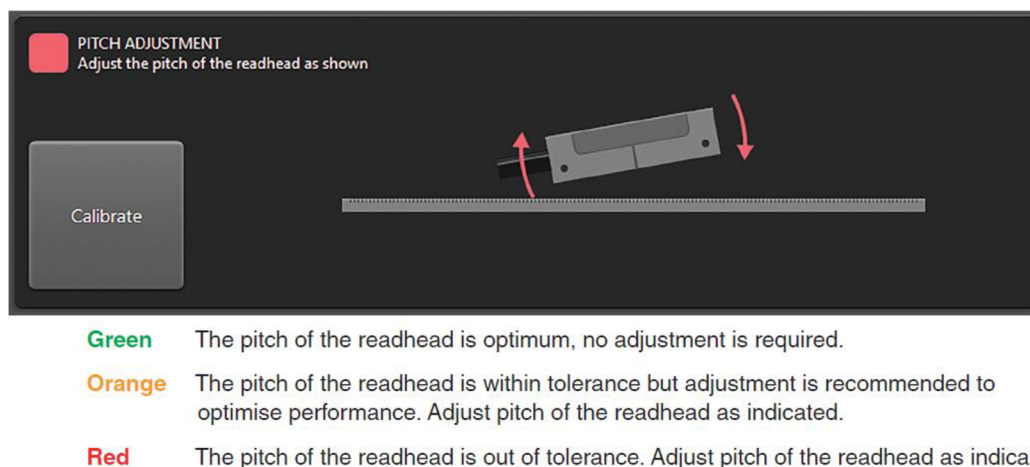 PITCH ADJUSTMENT
Adjust the pitch of the readhead as shown
Calibrate
Green The pitch of the readhead is optimum, no adjustment is required.
Orange The pitch of the readhead is within tolerance but adjustment is recommended to
optimise performance. Adjust pitch of the readhead as indicated.
Red The pitch of the readhead is out of tolerance. Adjust pitch of the readhead as indica